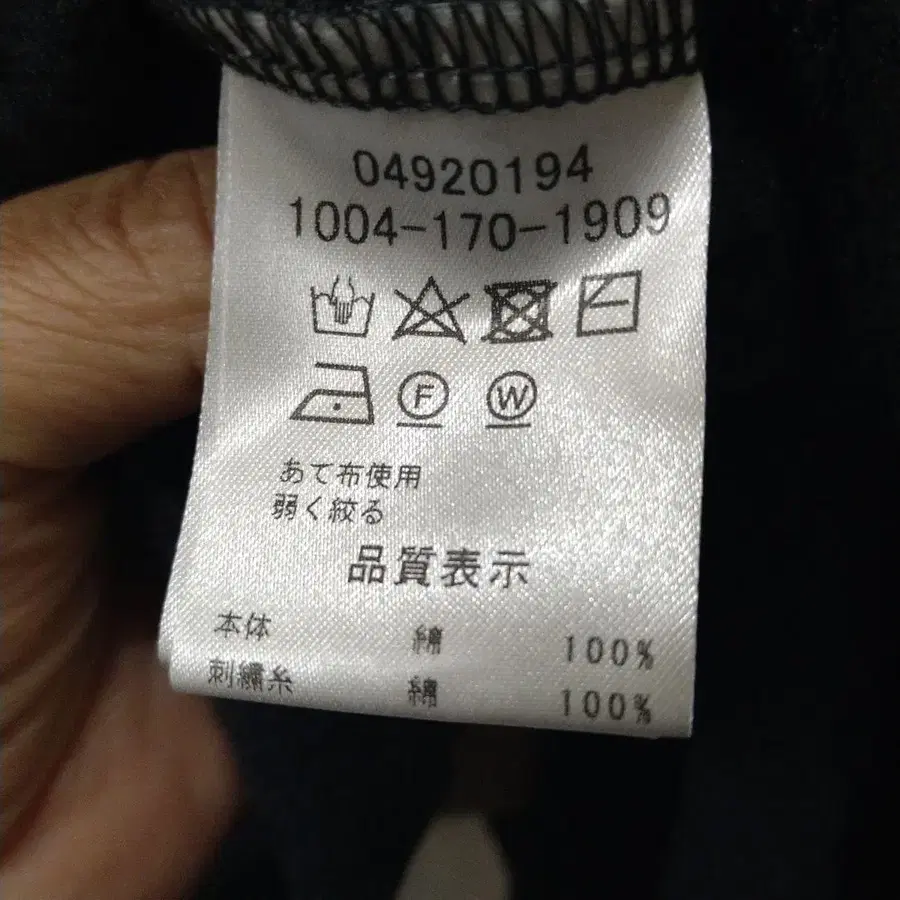 04920194
1004-170-1909
F W
あて布使用
弱く絞る
品質表示
本体 綿 100%
刺繍糸 綿 100%